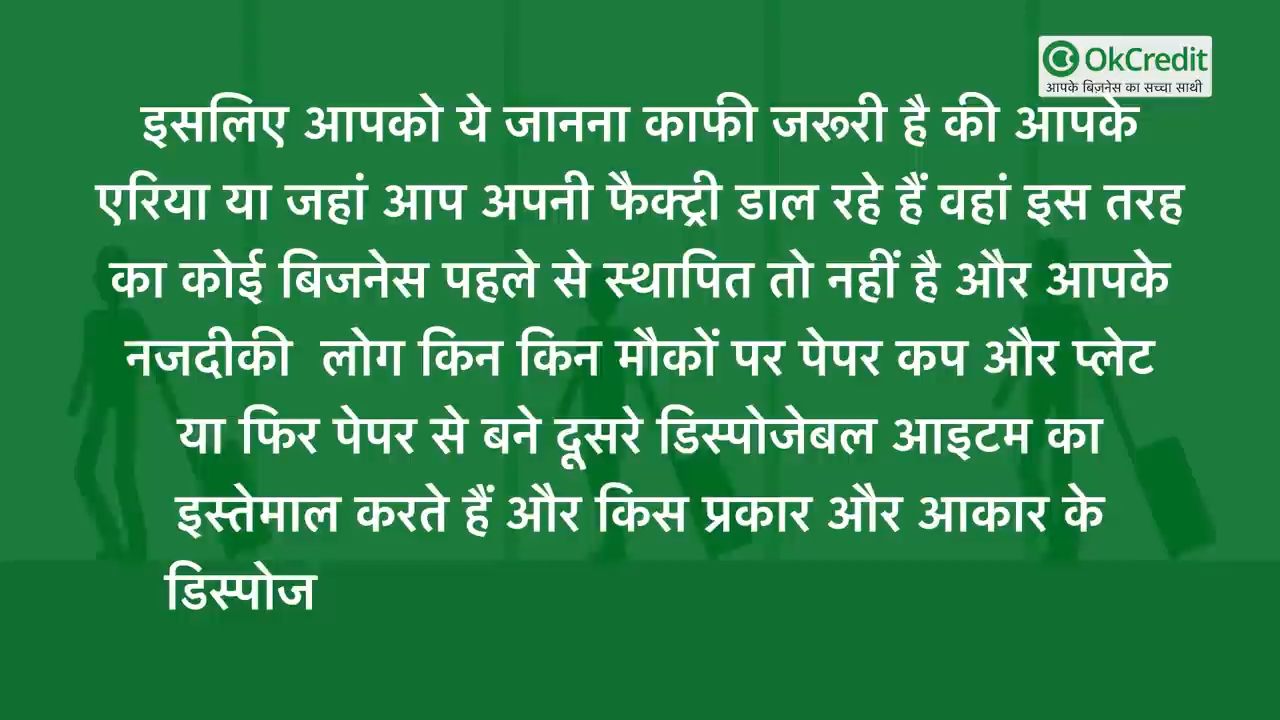 OkCredit
आपके बिज़नेस का सच्चा साथी
इसलिए आपको ये जानना काफी जरूरी है की आपके
एरिया या जहां आप अपनी फैक्ट्री डाल रहे हैं वहां इस तरह
का कोई बिजनेस पहले से स्थापित तो नहीं है और आपके
नजदीकी लोग किन किन मौकों पर पेपर कप और प्लेट
या फिर पेपर से बने दूसरे डिस्पोजेबल आइटम का
इस्तेमाल करते हैं और किस प्रकार और आकार के
डिस्पोज